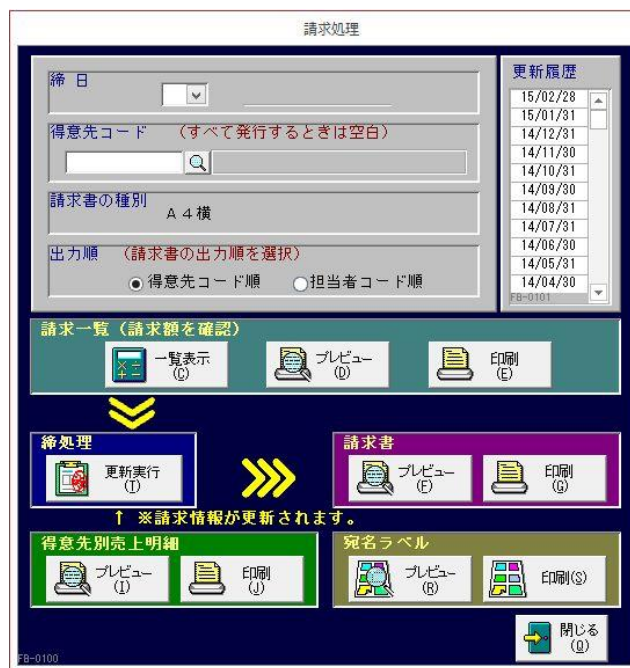 請求処理
締 日
得意先コード (すべて発行するときは空白)
請求書の種別 A4横
出力順 (請求書の出力順を選択)
得意先コード順 担当者コード順
更新履歴
15/02/28
15/01/31
14/12/31
14/11/30
14/10/31
14/09/30
14/08/31
14/07/31
14/06/30
14/05/31
14/04/30
FB-0101
請求一覧(請求額を確認)
一覧表示
(C)
プレビュー
(D)
印刷
(E)
締処理
更新実行
(T)
請求書
プレビュー
(F)
印刷
(G)
↑ ※請求情報が更新されます。
得意先別売上明細
プレビュー
(I)
印刷
(J)
宛名ラベル
プレビュー
(R)
印刷(S)
閉じる
(Q)
FB-0100